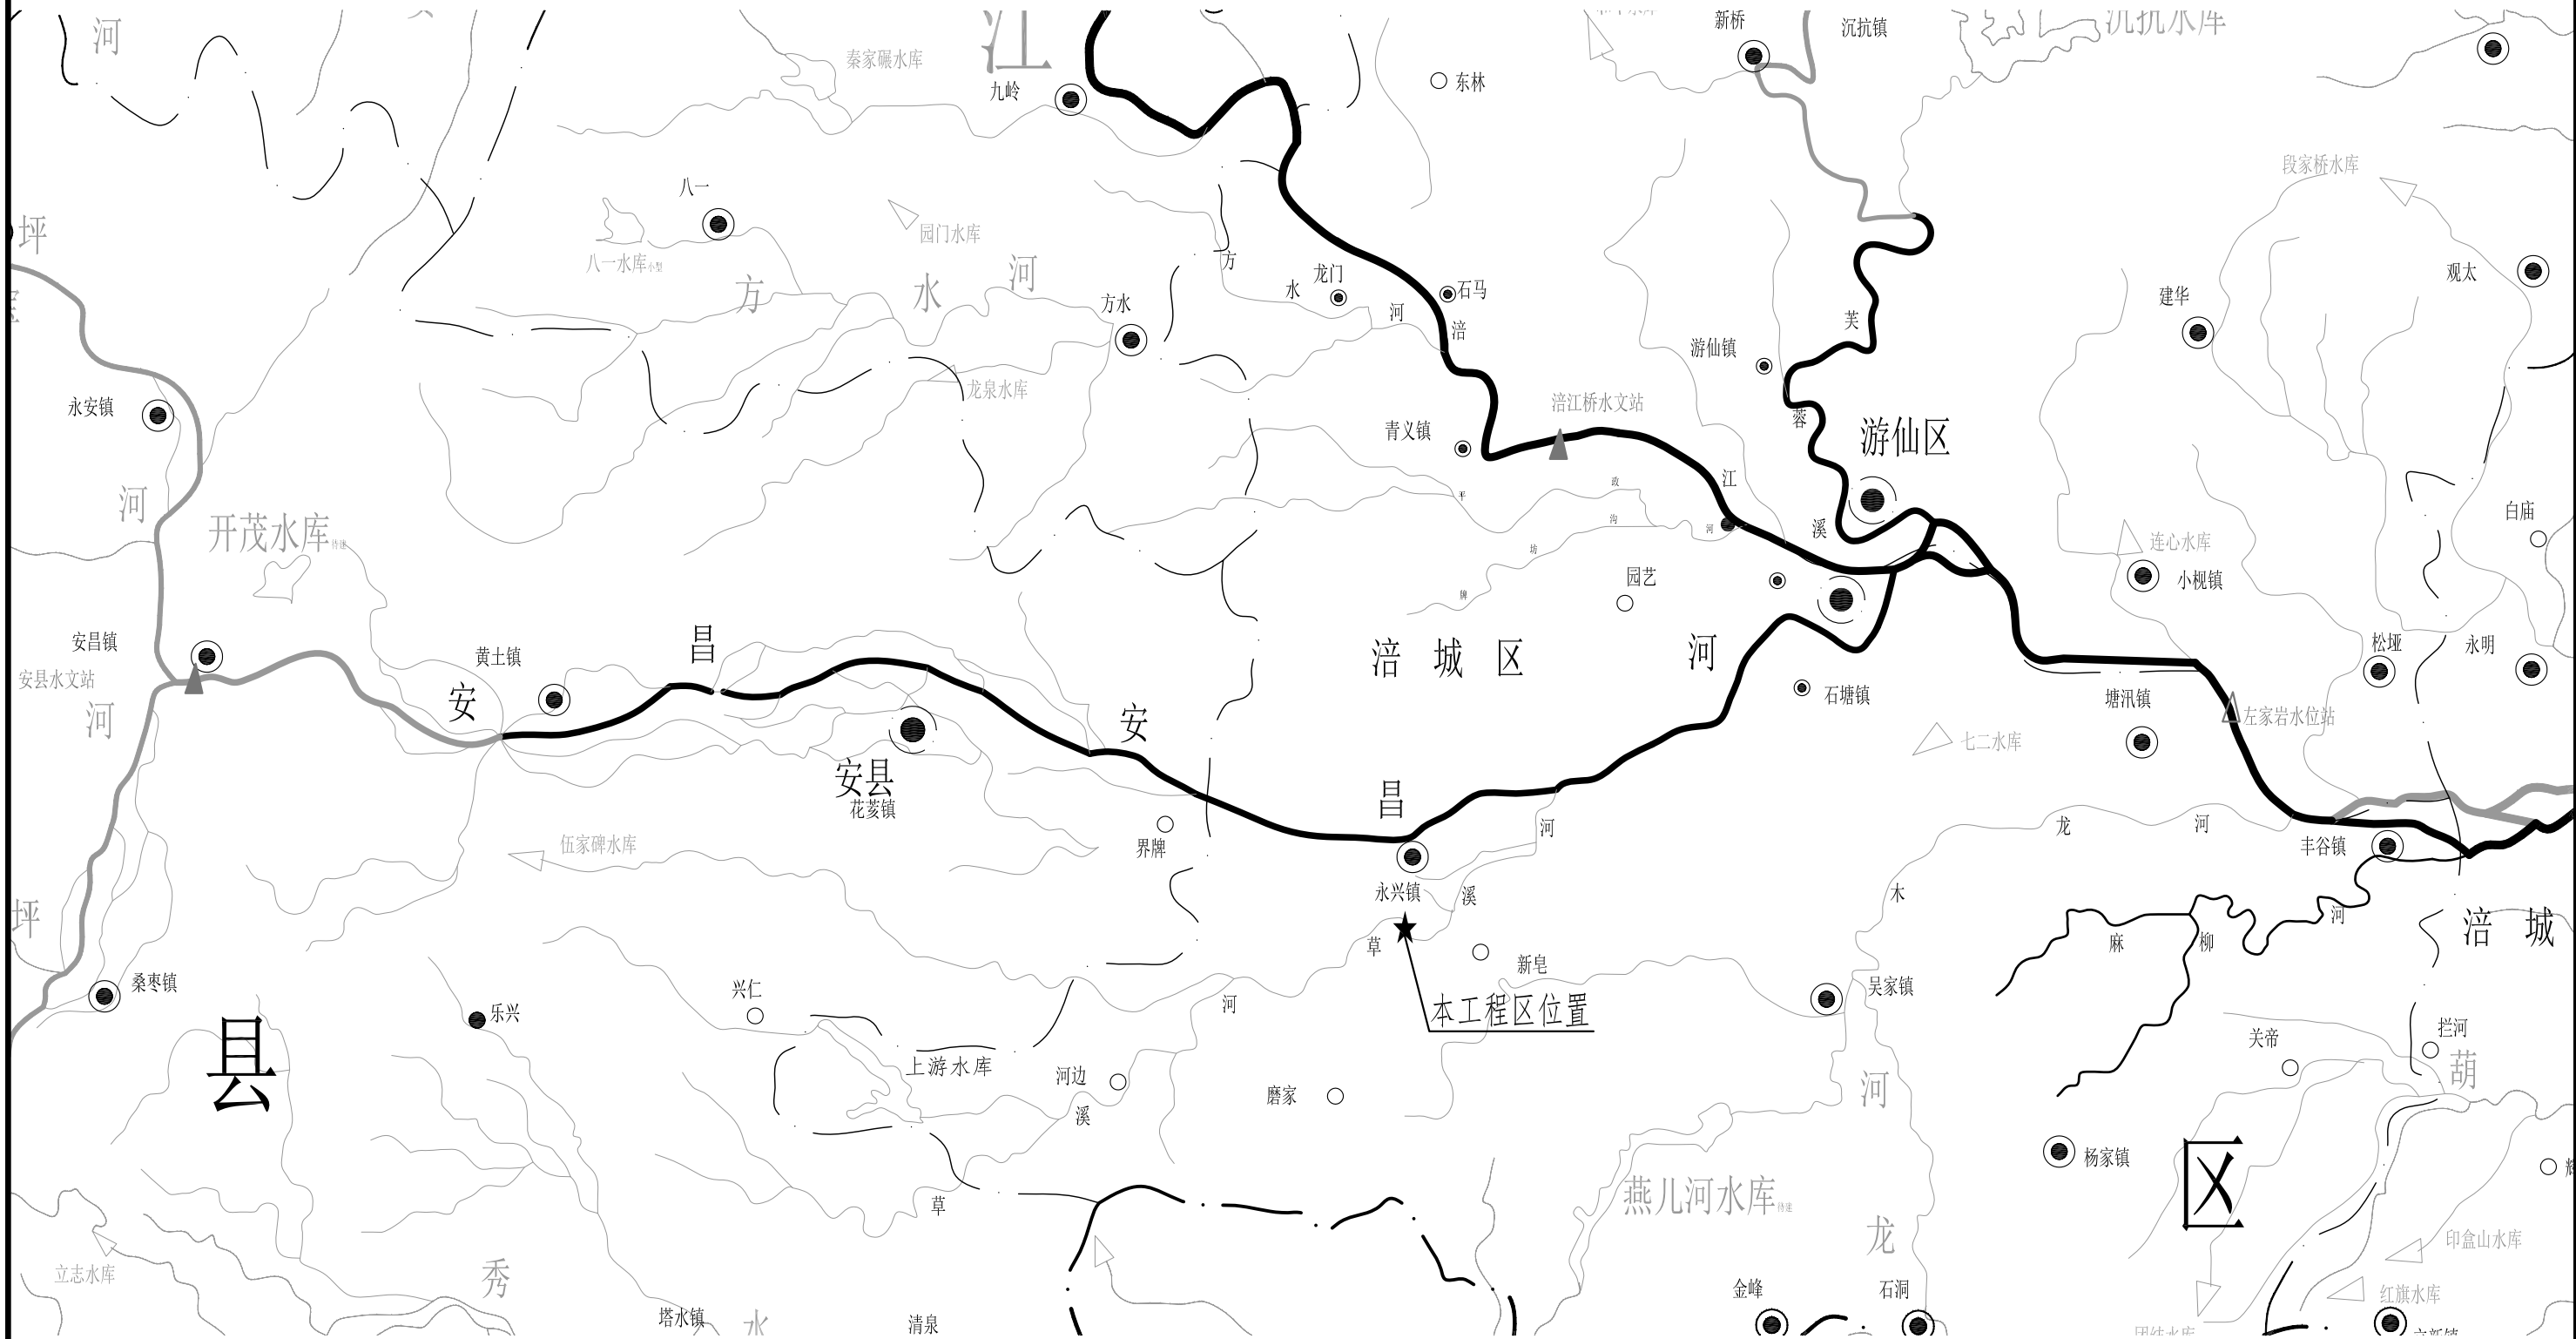 河
秦家碾水库
江
九岭
东林
新桥
沉抗镇
沉抗水库
段家桥水库
坪
八一
园门水库
八一水库小型
方
水
河
方水
方
水
龙门
河
石马
涪
芙
游仙镇
建华
观太
永安镇
龙泉水库
涪江桥水文站
青义镇
蓉
游仙区
河
开茂水库待建
平
政
沟
坊
牌
河
江
溪
园艺
白庙
连心水库
小枧镇
安昌镇
安县水文站
河
黄土镇
昌
安
安县
花荄镇
安
涪城区
河
石塘镇
七二水库
塘汛镇
左家岩水位站
松垭
永明
伍家碑水库
界牌
昌
河
永兴镇
溪
草
新皂
本工程区位置
龙
河
木
丰谷镇
河
麻
柳
涪城
坪
桑枣镇
乐兴
兴仁
河
吴家镇
县
上游水库
河边
溪
磨家
河
关帝
拦河
葫
杨家镇
区
草
燕儿河水库待建
龙
印盒山水库
立志水库
秀
塔水镇
水
清泉
金峰
石洞
红旗水库